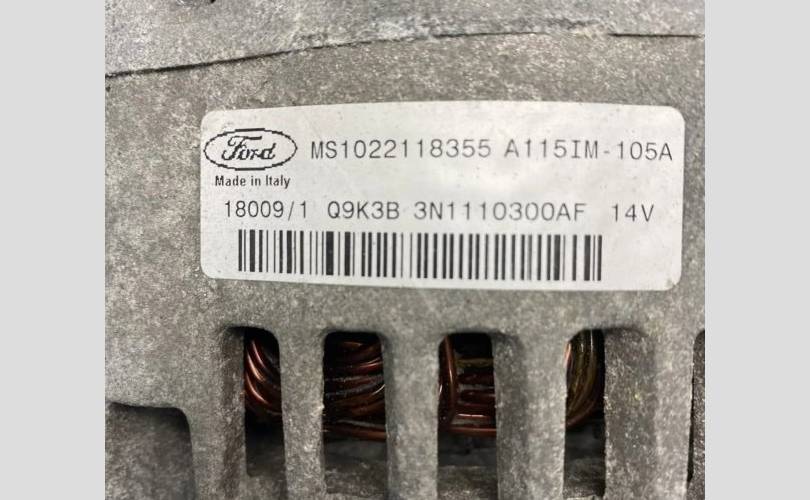 Ford MS1022118355 A115IM-105A
Made in Italy
18009/1 Q9K3B 3N1110300AF 14V